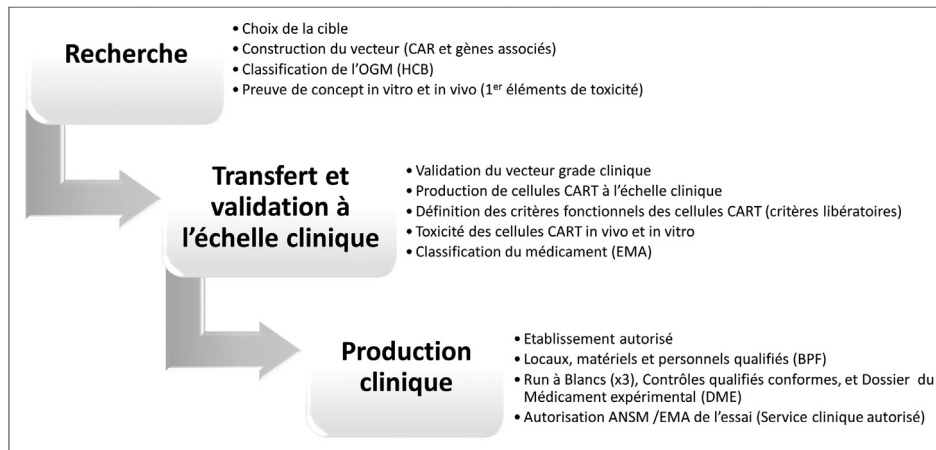 Recherche
• Choix de la cible
• Construction du vecteur (CAR et gènes associés)
• Classification de l'OGM (HCB)
• Preuve de concept in vitro et in vivo (1er éléments de toxicité)
Transfert et
validation à
l'échelle clinique
• Validation du vecteur grade clinique
• Production de cellules CART à l'échelle clinique
• Définition des critères fonctionnels des cellules CART (critères libératoires)
• Toxicité des cellules CART in vivo et in vitro
• Classification du médicament (EMA)
Production
clinique
• Etablissement autorisé
• Locaux, matériels et personnels qualifiés (BPF)
• Run à Blancs (x3), Contrôles qualifiés conformes, et Dossier du
Médicament expérimental (DME)
• Autorisation ANSM /EMA de l'essai (Service clinique autorisé)